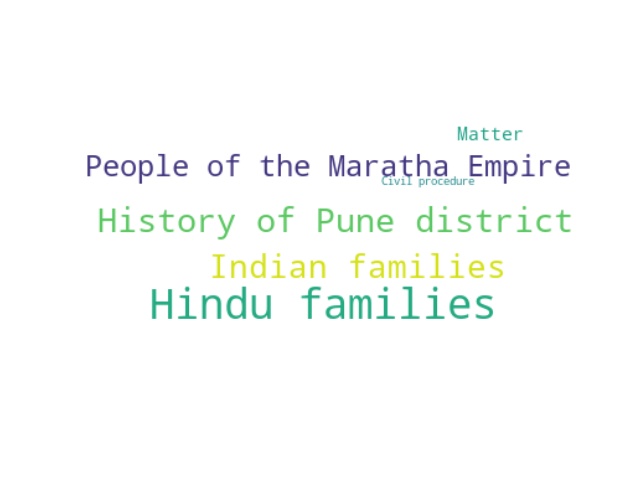 Matter
People of the Maratha Empire
Civil procedure
History of Pune district
Indian families
Hindu families